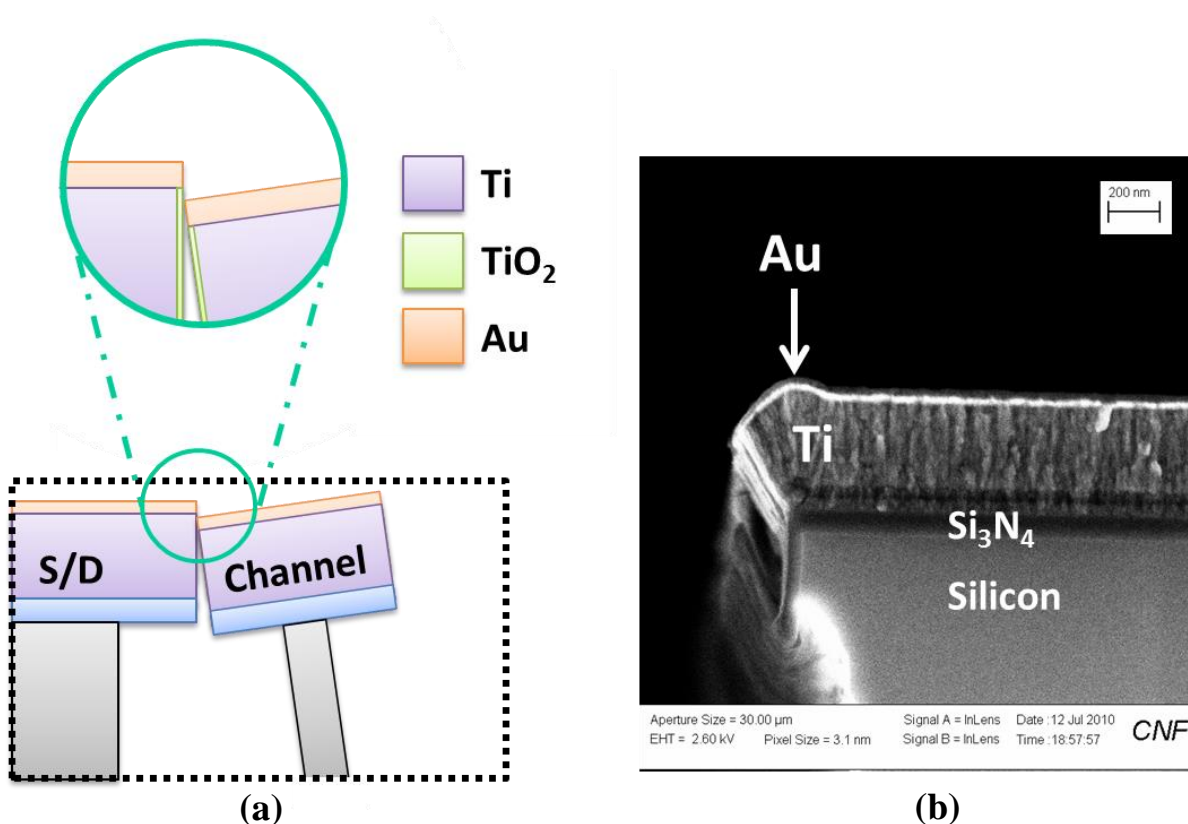 Ti
TiO₂
Au
S/D
Channel
(a)
200 nm
Au
Ti
Si₃N₄
Silicon
Aperture Size = 30.00 µm
EHT = 2.60 kV
Pixel Size = 3.1 nm
Signal A = InLens
Signal B = InLens
Date :12 Jul 2010
Time :18:57:57
CNF
(b)